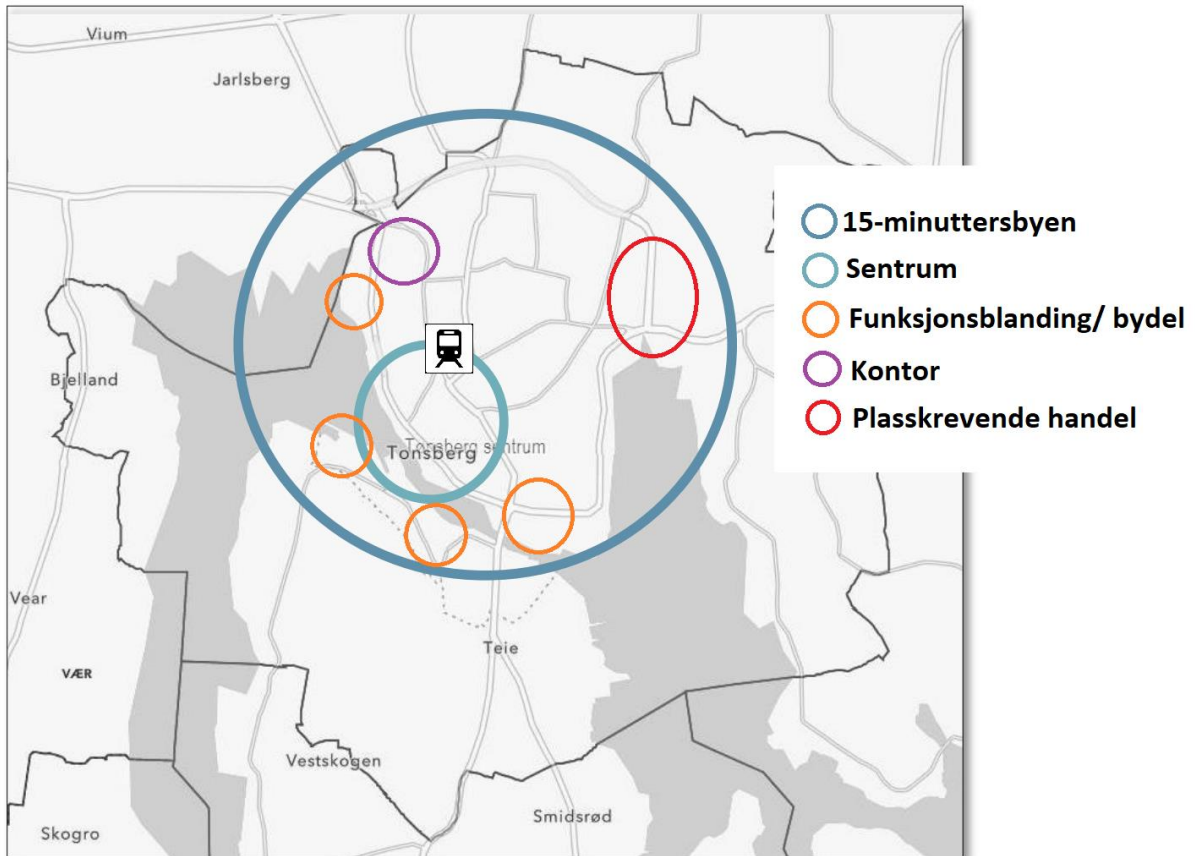 Vium
Jarlsberg
15-minuttersbyen
Sentrum
Funksjonsblanding/ bydel
Kontor
Plasskrevende handel
Bjelland
Tønsberg sentrum
Tonsberg
Vear
VÆR
Teie
Vestskogen
Smidsrød
Skogro